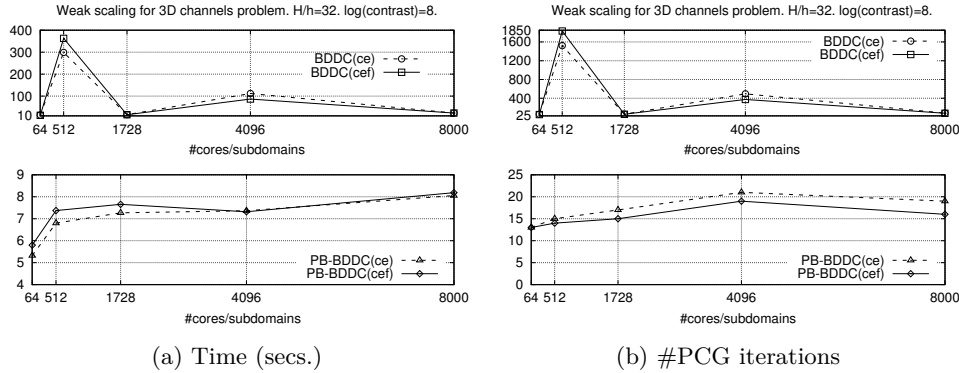 Weak scaling for 3D channels problem. H/h=32. log(contrast)=8.
400
300
200
100
10
BDDC(ce)
BDDC(cef)
64 512 1728 4096 8000
#cores/subdomains
9
8
7
6
5
4
PB-BDDC(ce)
PB-BDDC(cef)
64 512 1728 4096 8000
#cores/subdomains
(a) Time (secs.)
Weak scaling for 3D channels problem. H/h=32. log(contrast)=8.
1850
1600
1200
800
400
25
BDDC(ce)
BDDC(cef)
64 512 1728 4096 8000
#cores/subdomains
25
20
15
10
5
0
PB-BDDC(ce)
PB-BDDC(cef)
64 512 1728 4096 8000
#cores/subdomains
(b) #PCG iterations